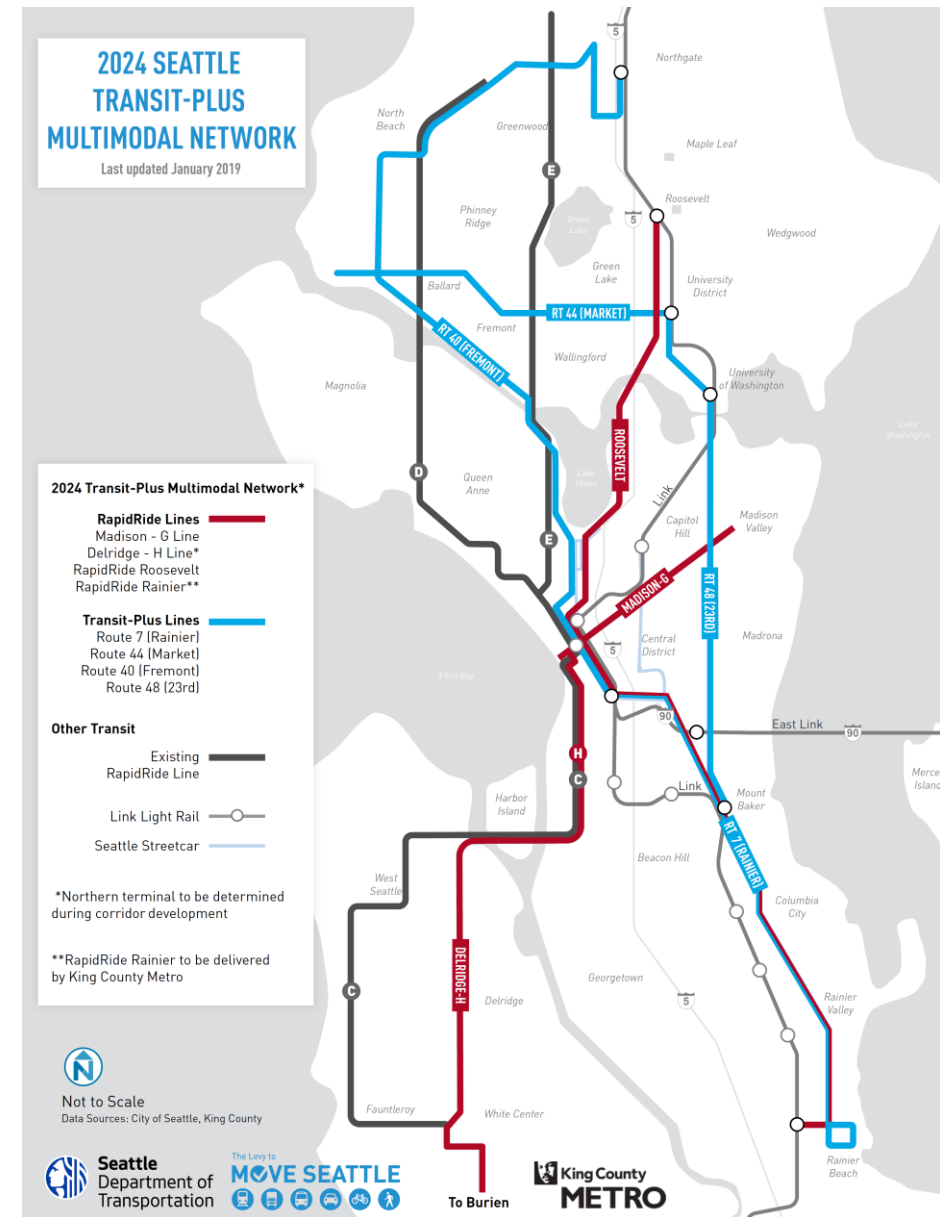 2024 SEATTLE
TRANSIT-PLUS
MULTIMODAL NETWORK
Last updated January 2019
5
Northgate
North
Beach
Greenwood
Maple Leaf
E
Roosevelt
Phinney
Ridge
Green
Lake
5
Wedgwood
Green
Lake
University
District
Ballard
RT 44 (MARKET)
Fremont
RT 40 (FREMONT)
Wallingford
Magnolia
University
of Washington
Lake
Washington
ROOSEVELT
D
Queen
Anne
Lake
Union
Link
Capitol
Hill
Madison
Valley
E
MADISON-G
RT 48 (23RD)
Central
District
Madrona
5
Elliot Bay
90
East Link
90
H
C
Mercer
Island
Link
Mount
Baker
Harbor
Island
RT 7 (RAINIER)
Beacon Hill
West
Seattle
Columbia
City
DELRIDGE-H
Georgetown
C
Delridge
5
Rainier
Valley
Fauntleroy
White Center
Rainier
Beach
To Burien
2024 Transit-Plus Multimodal Network*
RapidRide Lines
Madison - G Line
Delridge - H Line*
RapidRide Roosevelt
RapidRide Rainier**
Transit-Plus Lines
Route 7 (Rainier)
Route 44 (Market)
Route 40 (Fremont)
Route 48 (23rd)
Other Transit
Existing
RapidRide Line
Link Light Rail
Seattle Streetcar
*Northern terminal to be determined
during corridor development
**RapidRide Rainier to be delivered
by King County Metro
N
Not to Scale
Data Sources: City of Seattle, King County
Seattle
Department of
Transportation
The Levy to
MOVE SEATTLE
King County
METRO